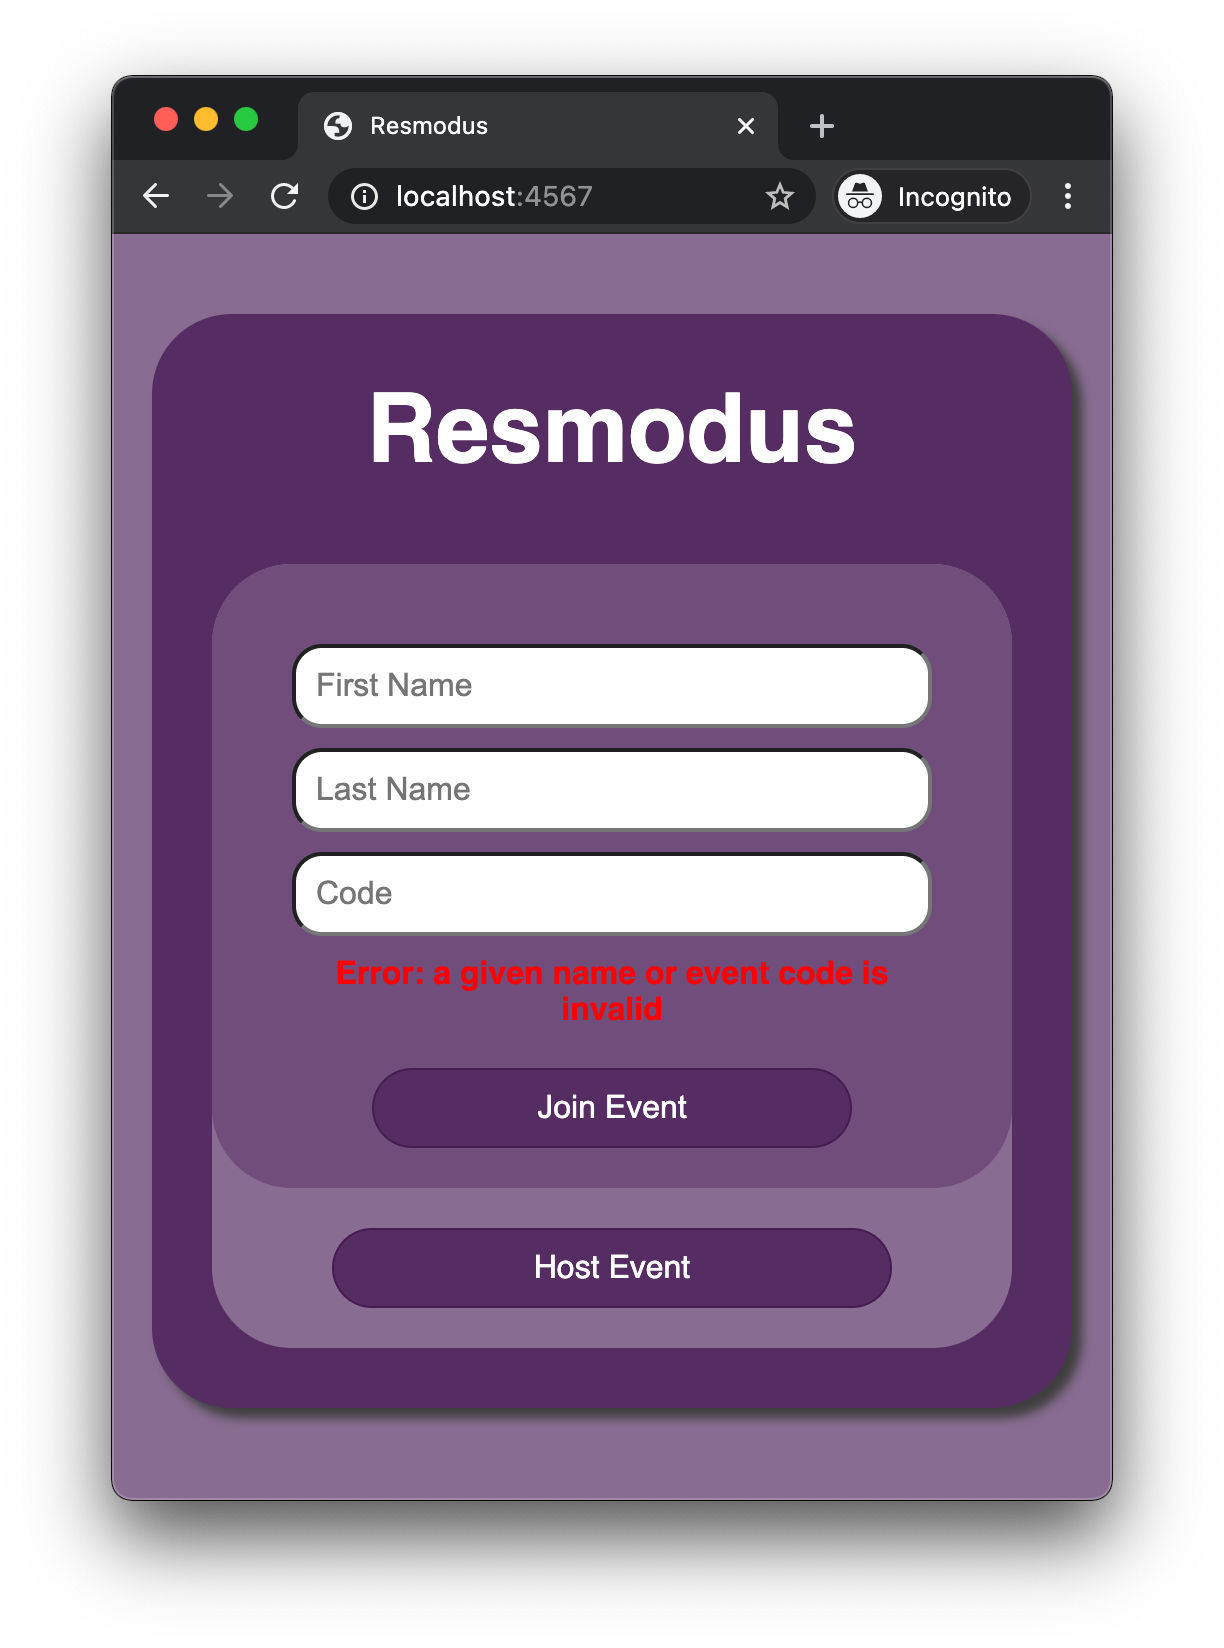 Resmodus
localhost:4567
Incognito
Resmodus
First Name
Last Name
Code
Error: a given name or event code is
invalid
Join Event
Host Event